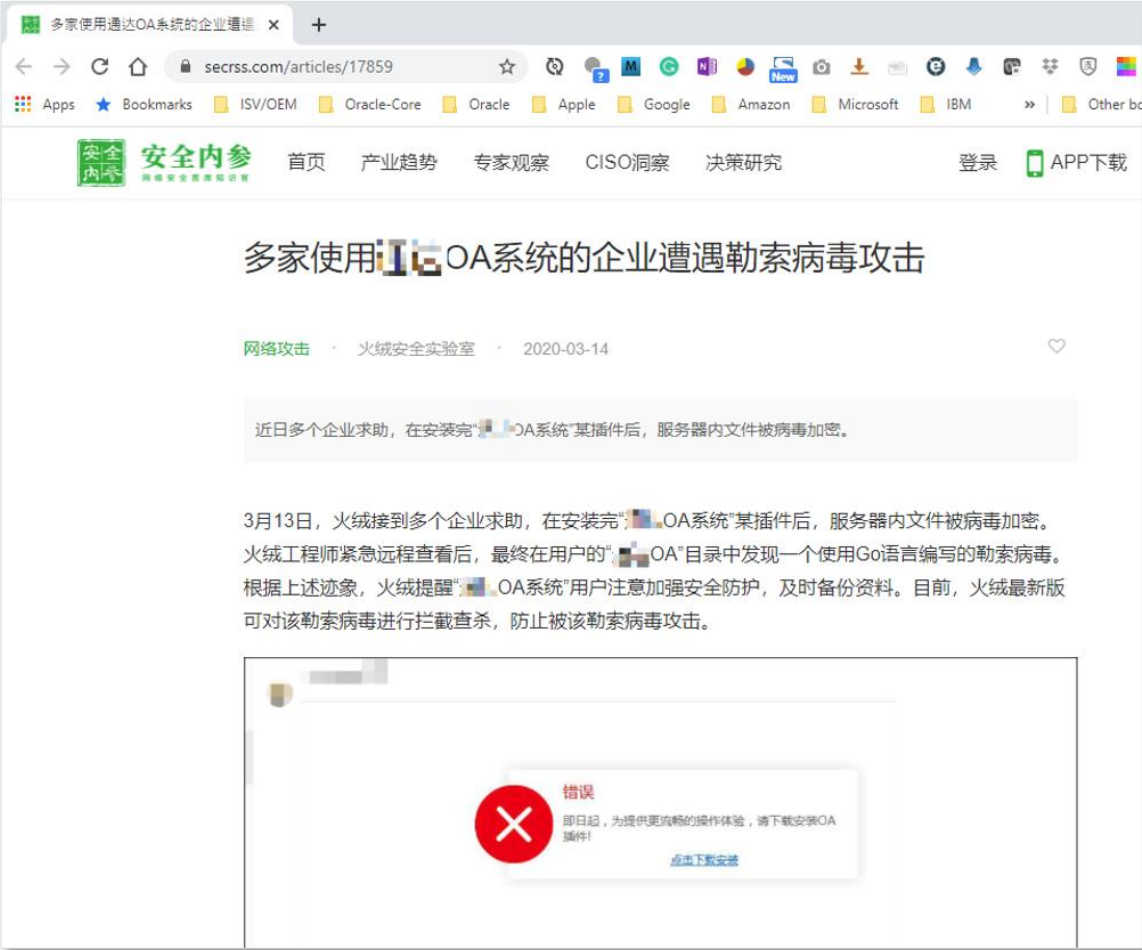 多家使用通达OA系统的企业遭遇
secrss.com/articles/17859
New
Apps Bookmarks ISV/OEM Oracle-Core Oracle Apple Google Amazon Microsoft IBM » Other bo
安全内参 安全内参 首页 产业趋势 专家观察 CISO洞察 决策研究 登录 APP下载
网络安全首席知识官
多家使用OA系统的企业遭遇勒索病毒攻击
网络攻击 · 火绒安全实验室 · 2020-03-14
近日多个企业求助，在安装完“OA系统”某插件后，服务器内文件被病毒加密。
3月13日，火绒接到多个企业求助，在安装完“OA系统”某插件后，服务器内文件被病毒加密。
火绒工程师紧急远程查看后，最终在用户的“OA”目录中发现一个使用Go语言编写的勒索病毒。
根据上述迹象，火绒提醒“OA系统”用户注意加强安全防护，及时备份资料。目前，火绒最新版
可对该勒索病毒进行拦截查杀，防止被该勒索病毒攻击。
错误
即日起，为提供更流畅的操作体验，请下载安装OA
插件!
点击下载安装